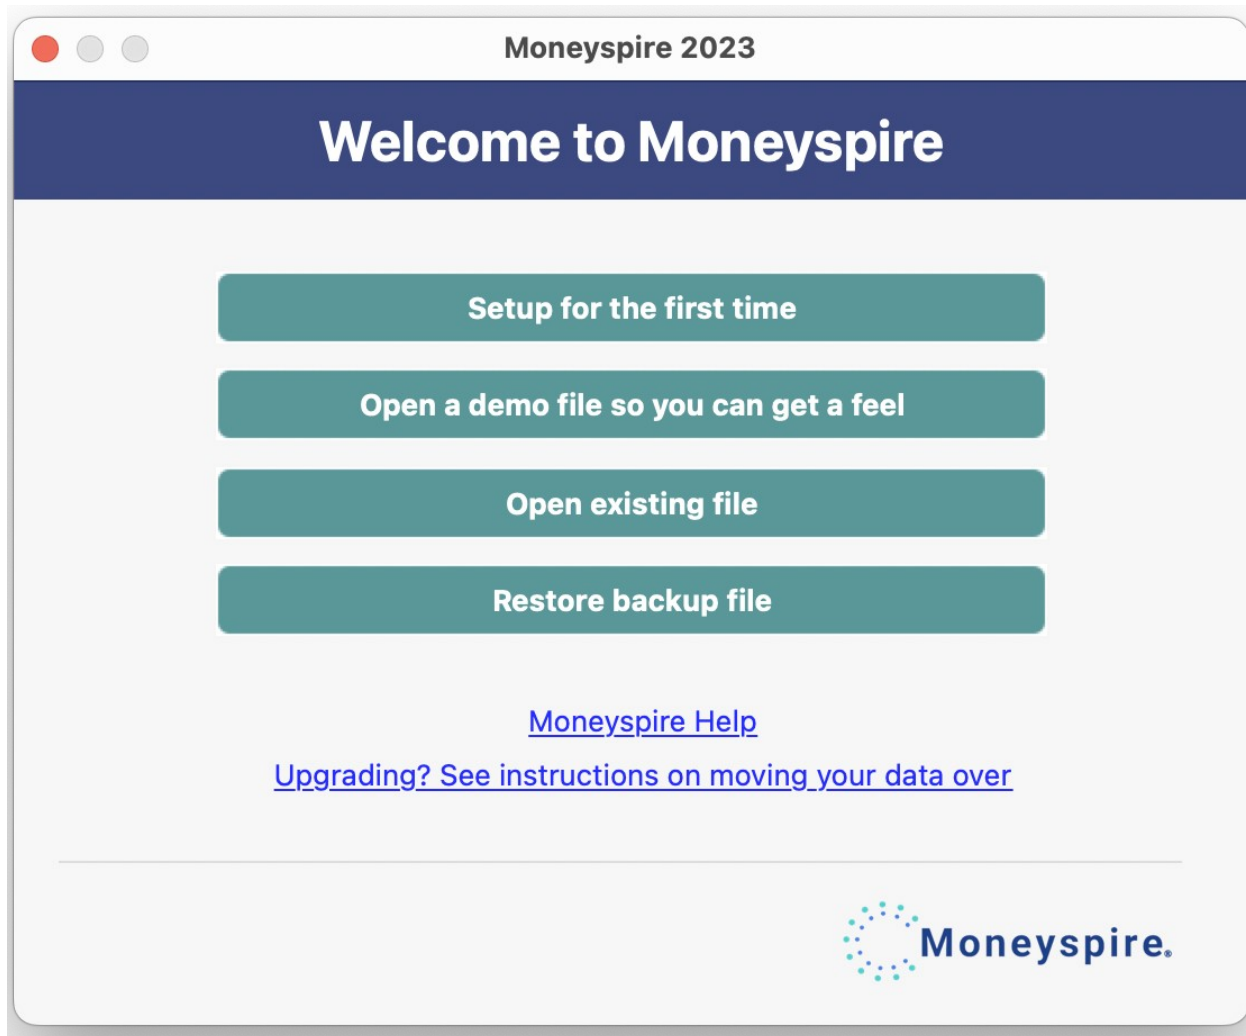 Moneyspire 2023
Welcome to Moneyspire
Setup for the first time
Open a demo file so you can get a feel
Open existing file
Restore backup file
Moneyspire Help
Upgrading? See instructions on moving your data over
Moneyspire®